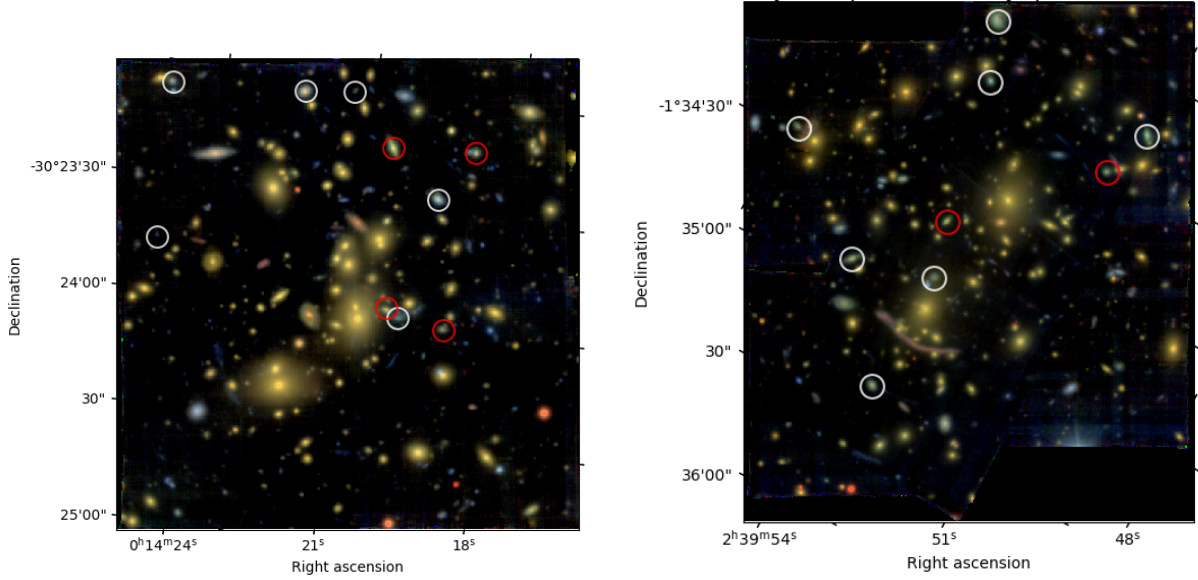 Declination
-30°23'30"
24'00"
30"
25'00"
0ʰ14ᵐ24ˢ
21ˢ
18ˢ
Right ascension
Declination
-1°34'30"
35'00"
30"
36'00"
2ʰ39ᵐ54ˢ
51ˢ
48ˢ
Right ascension